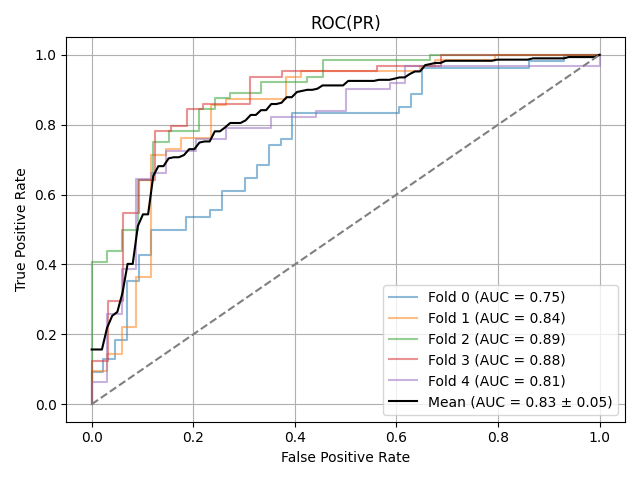 ROC(PR)
True Positive Rate
1.0
0.8
0.6
0.4
0.2
0.0
Fold 0 (AUC = 0.75)
Fold 1 (AUC = 0.84)
Fold 2 (AUC = 0.89)
Fold 3 (AUC = 0.88)
Fold 4 (AUC = 0.81)
Mean (AUC = 0.83 ± 0.05)
0.0 0.2 0.4 0.6 0.8 1.0
False Positive Rate